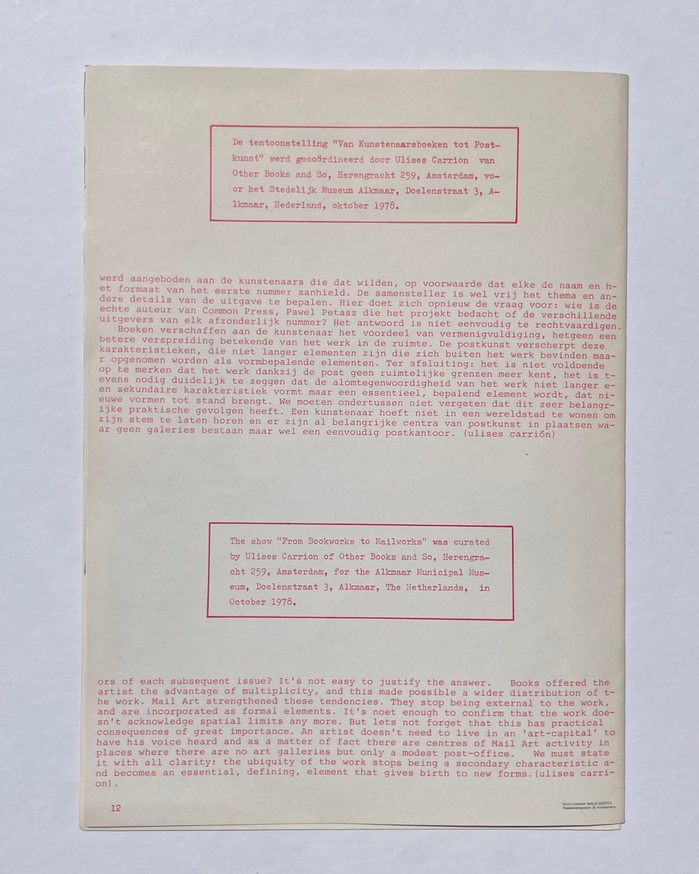 De tentoonstelling "Van Kunstenaarsboeken tot Post-
kunst" werd gecoördineerd door Ulises Carrion van
Other Books and So, Herengracht 259, Amsterdam, vo-
or het Stedelijk Museum Alkmaar, Doelenstraat 3, A-
lkmaar, Nederland, oktober 1978.
werd aangeboden aan de kunstenaars die dat wilden, op voorwaarde dat elke de naam en h-
et formaat van het eerste nummer aanhield. De samensteller is wel vrij het thema en an-
dere details van de uitgave te bepalen. Hier doet zich opnieuw de vraag voor: wie is de
echte auteur van Common Press, Pawel Petasz die het projekt bedacht of de verschillende
uitgevers van elk afzonderlijk nummer? Het antwoord is niet eenvoudig te rechtvaardigen.
Boeken verschaffen aan de kunstenaar het voordeel van vermenigvuldiging, hetgeen een
betere verspreiding betekende van het werk in de ruimte. De postkunst verscherpt deze
karakteristieken, die niet langer elementen zijn die zich buiten het werk bevinden maa-
r opgenomen worden als vormbepalende elementen. Ter afsluiting: het is niet voldoende
op te merken dat het werk dankzij de post geen ruimtelijke grenzen meer kent, het is t-
evens nodig duidelijk te zeggen dat de alomtegenwoordigheid van het werk niet langer e-
en sekundaire karakteristiek vormt maar een essentieel, bepalend element wordt, dat ni-
euwe vormen tot stand brengt. We moeten ondertussen niet vergeten dat dit zeer belangr-
ijke praktische gevolgen heeft. Een kunstenaar hoeft niet in een wereldstad te wonen om
zijn stem te laten horen en er zijn al belangrijke centra van postkunst in plaatsen wa-
ar geen galeries bestaan maar wel een eenvoudig postkantoor. (ulises carrión)
The show "From Bookworks to Mailworks" was curated
by Ulises Carrion of Other Books and So, Herengra-
cht 259, Amsterdam, for the Alkmaar Municipal Mus-
eum, Doelenstraat 3, Alkmaar, The Netherlands, in
October 1978.
ors of each subsequent issue? It's not easy to justify the answer. Books offered the
artist the advantage of multiplicity, and this made possible a wider distribution of t-
he work. Mail Art strengthened these tendencies. They stop being external to the work,
and are incorporated as formal elements. It's noet enough to confirm that the work doe-
sn't acknowledge spatial limits any more. But lets not forget that this has practical
consequences of great importance. An artist doesn't need to live in an 'art-capital' to
have his voice heard and as a matter of fact there are centres of Mail Art activity in
places where there are no art galleries but only a modest post-office. We must state
it with all clarity: the ubiquity of the work stops being a secondary characteristic a-
nd becomes an essential, defining, element that gives birth to new forms.(ulises carri-
on).
12